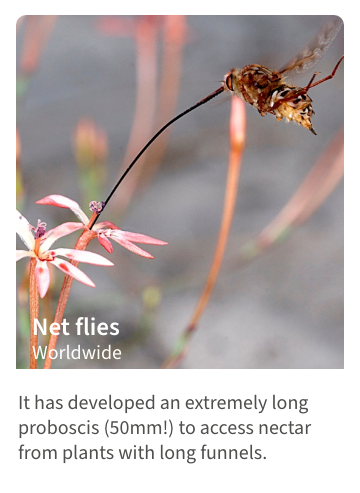 Net flies
Worldwide
It has developed an extremely long
proboscis (50mm!) to access nectar
from plants with long funnels.